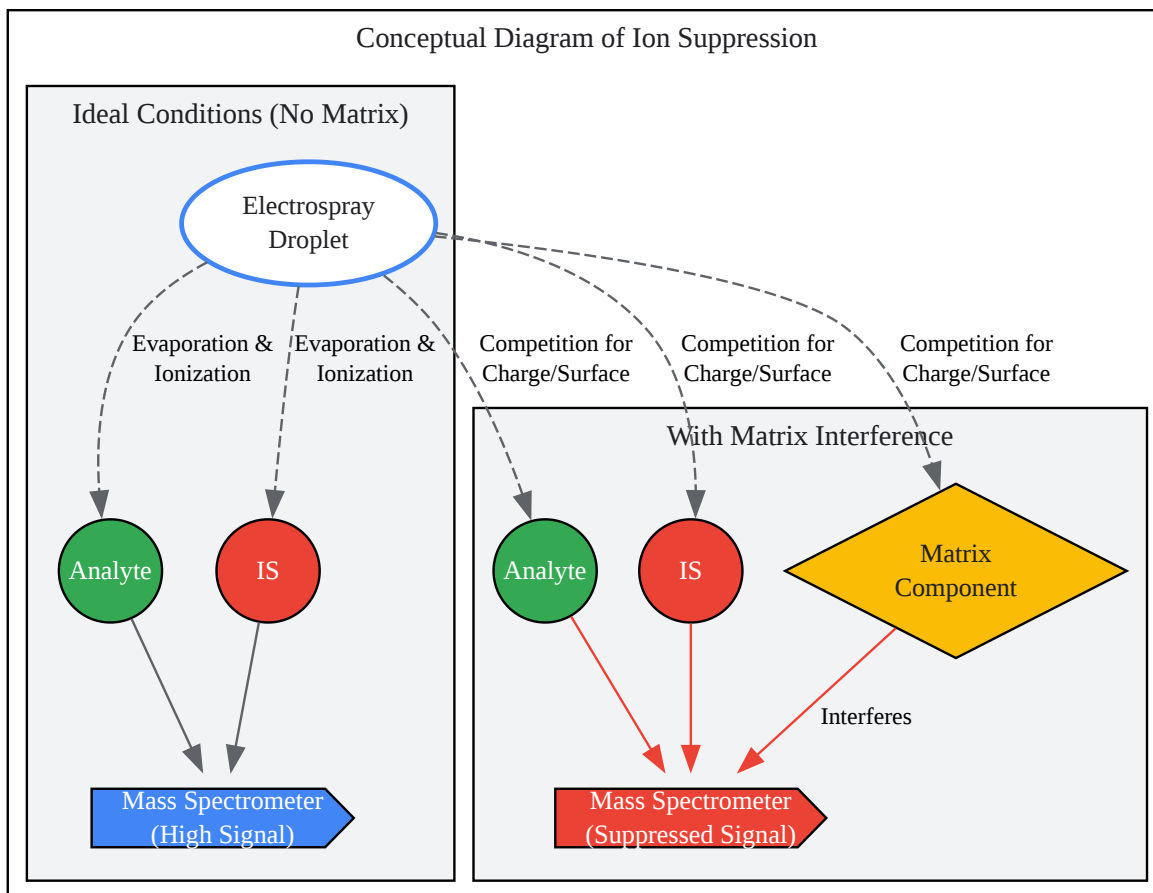 Conceptual Diagram of Ion Suppression
Ideal Conditions (No Matrix)
Electrospray
Droplet
Evaporation &
Ionization
Evaporation &
Ionization
Competition for
Charge/Surface
Competition for
Charge/Surface
Competition for
Charge/Surface
With Matrix Interference
Analyte
IS
Analyte
IS
Matrix
Component
Interferes
Mass Spectrometer
(High Signal)
Mass Spectrometer
(Suppressed Signal)